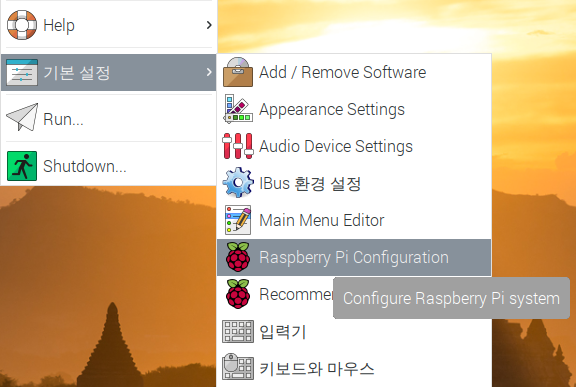 Help
기본 설정
Run...
Shutdown...
Add / Remove Software
Appearance Settings
Audio Device Settings
IBus 환경 설정
Main Menu Editor
Raspberry Pi Configuration
Configure Raspberry Pi system
입력기
키보드와 마우스